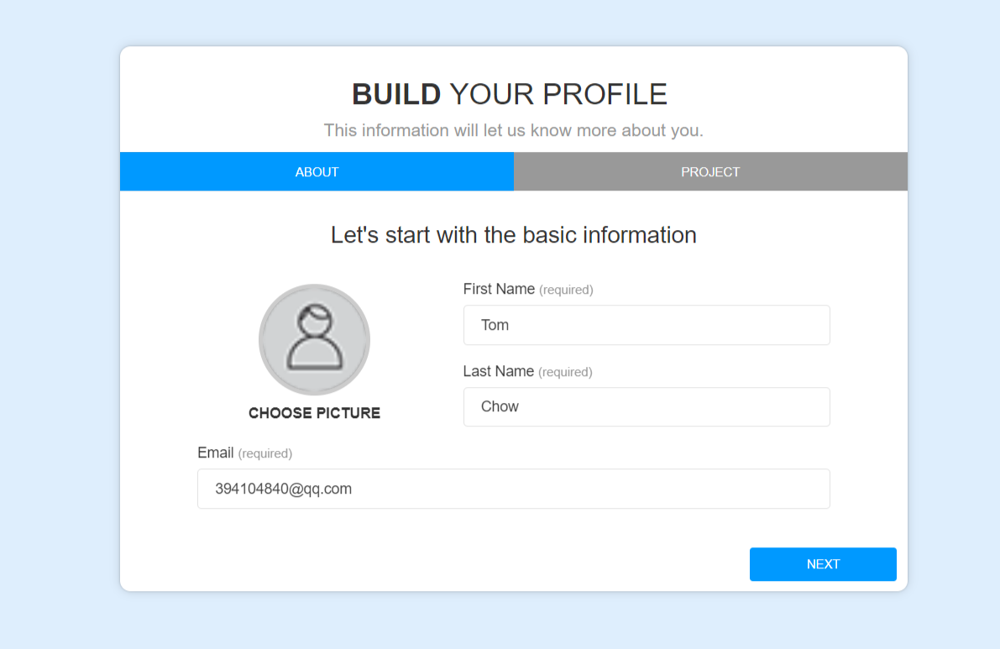 BUILD YOUR PROFILE
This information will let us know more about you.
ABOUT
PROJECT
Let's start with the basic information
First Name (required)
Tom
Last Name (required)
Chow
CHOOSE PICTURE
Email (required)
394104840@qq.com
NEXT